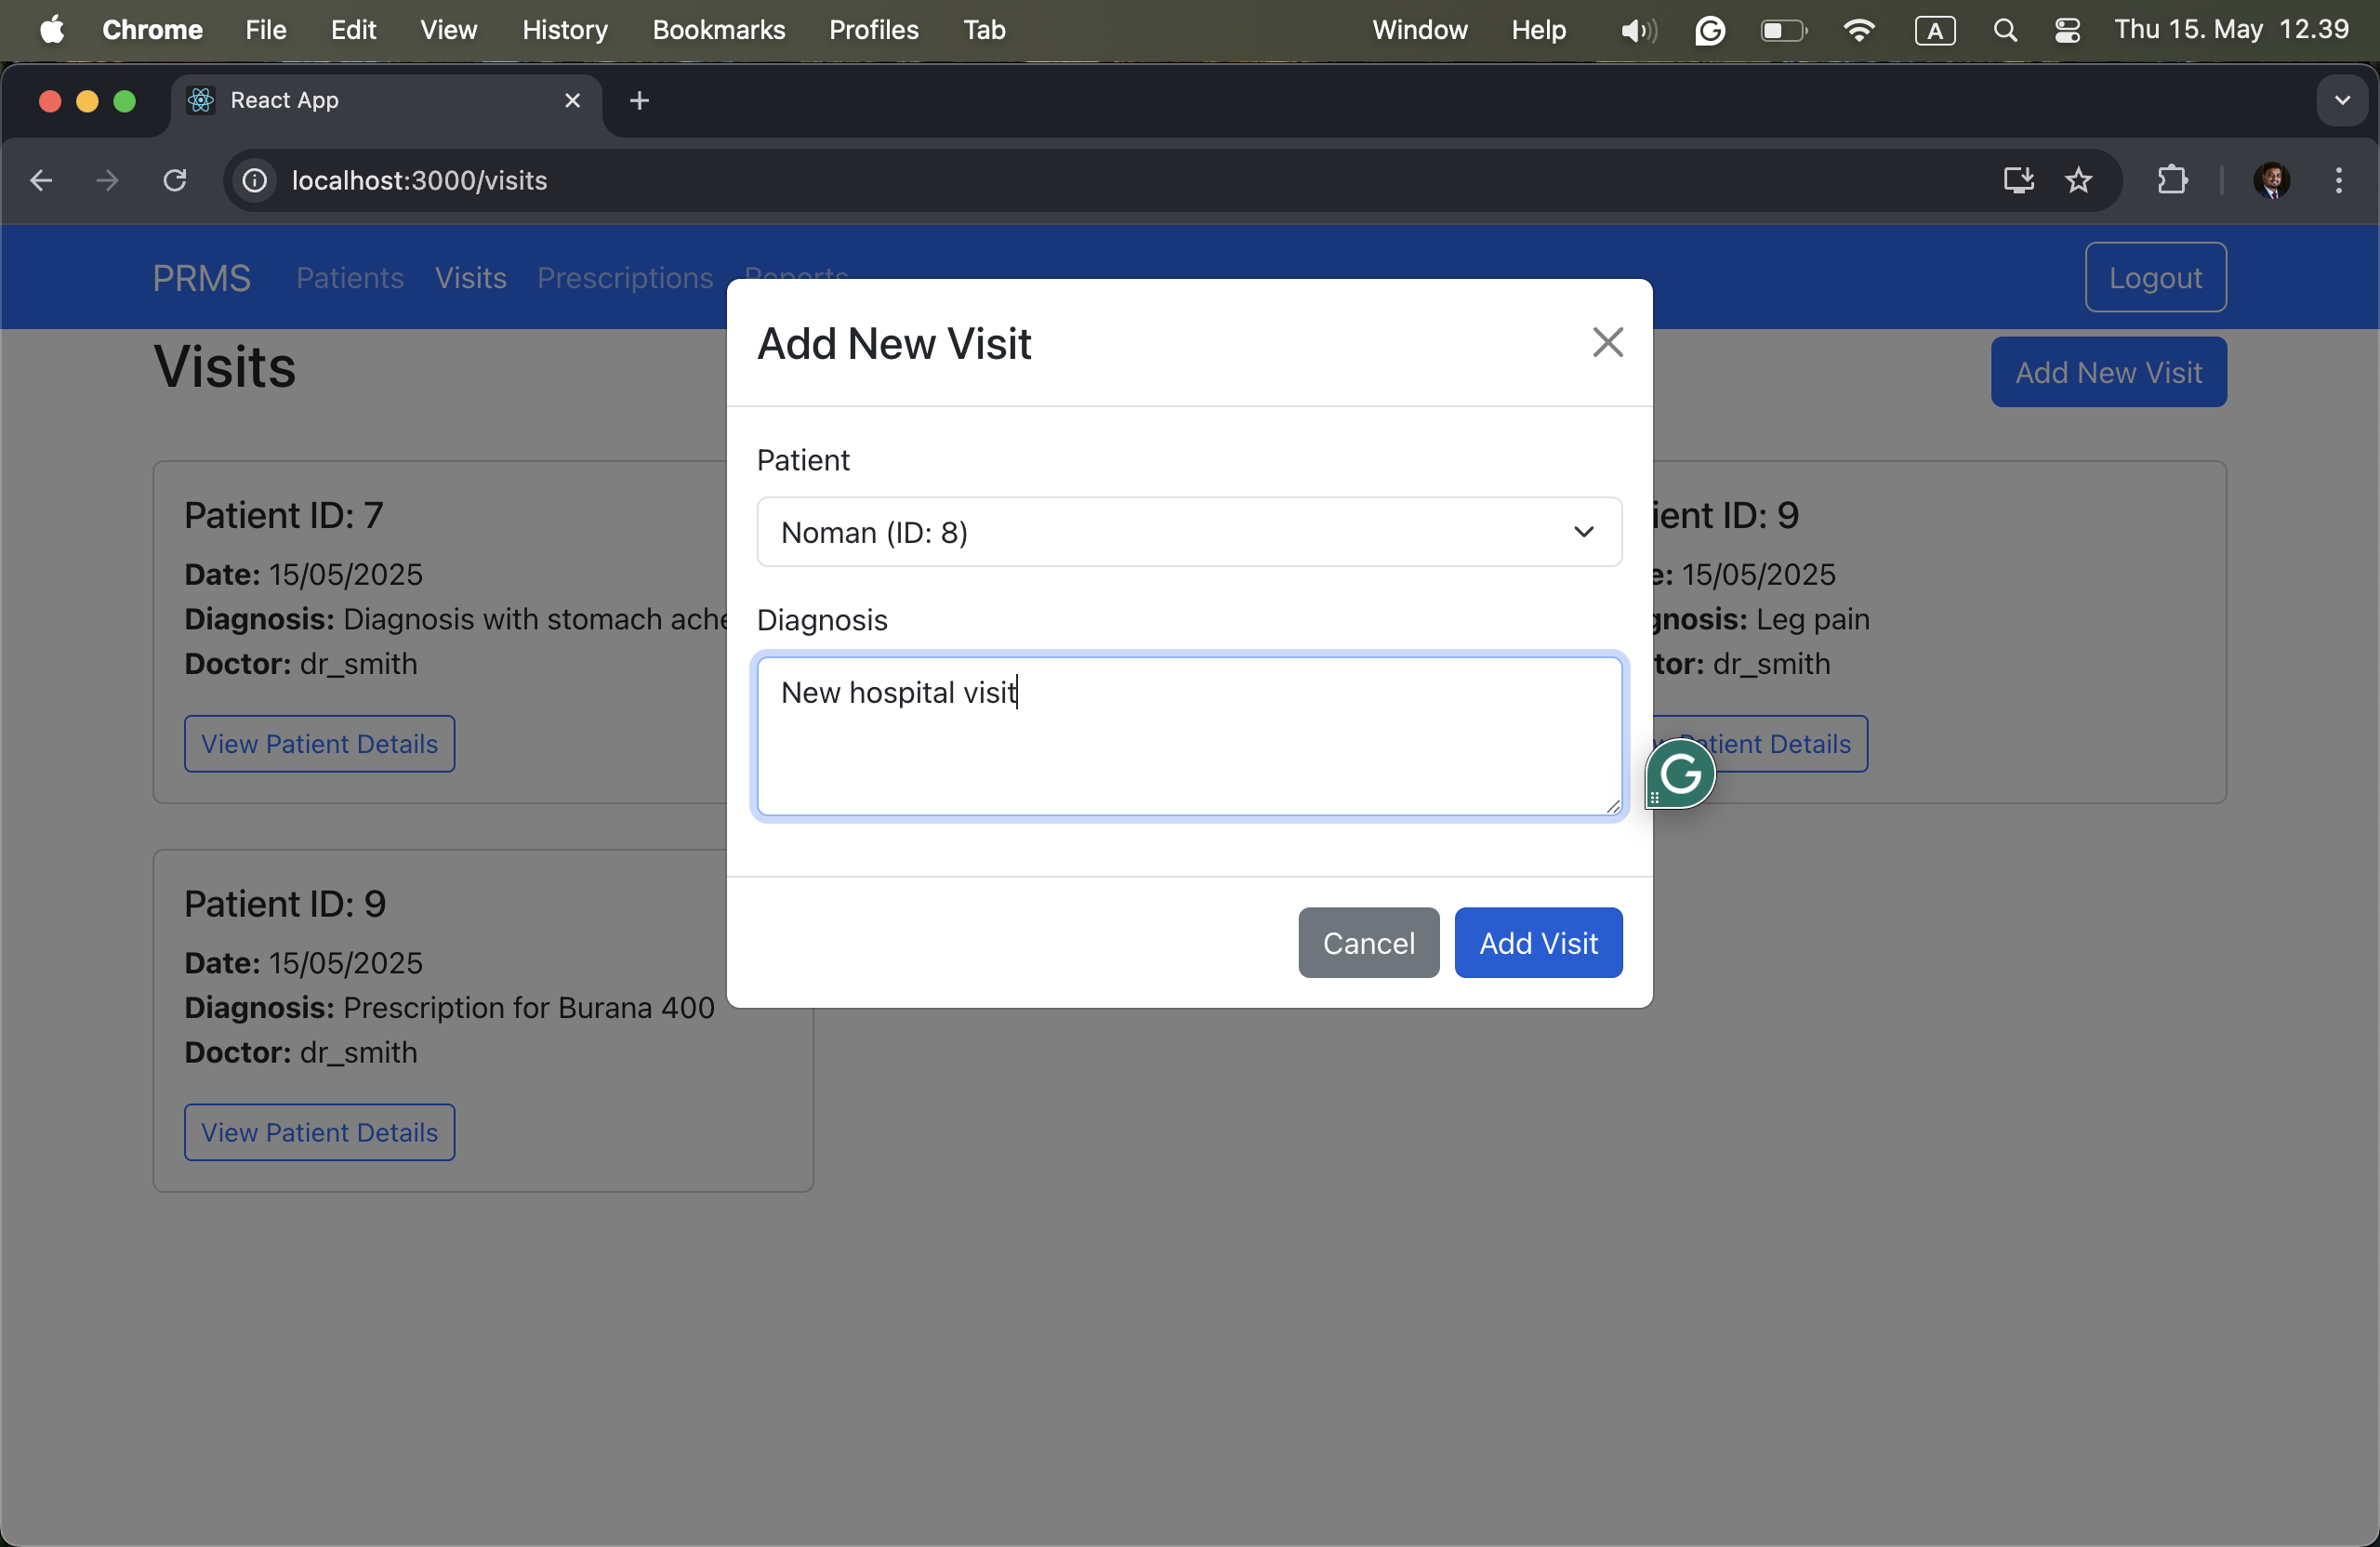 Chrome File Edit View History Bookmarks Profiles Tab Window Help A Thu 15. May 12.39
React App
localhost:3000/visits
PRMS Patients Visits Prescriptions Reports Logout
Visits
Add New Visit
Patient ID: 7
Date: 15/05/2025
Diagnosis: Diagnosis with stomach ache
Doctor: dr_smith
View Patient Details
Add New Visit
Patient
Noman (ID: 8)
Diagnosis
New hospital visit
Cancel Add Visit
ient ID: 9
e: 15/05/2025
gnosis: Leg pain
tor: dr_smith
Patient Details
Patient ID: 9
Date: 15/05/2025
Diagnosis: Prescription for Burana 400
Doctor: dr_smith
View Patient Details